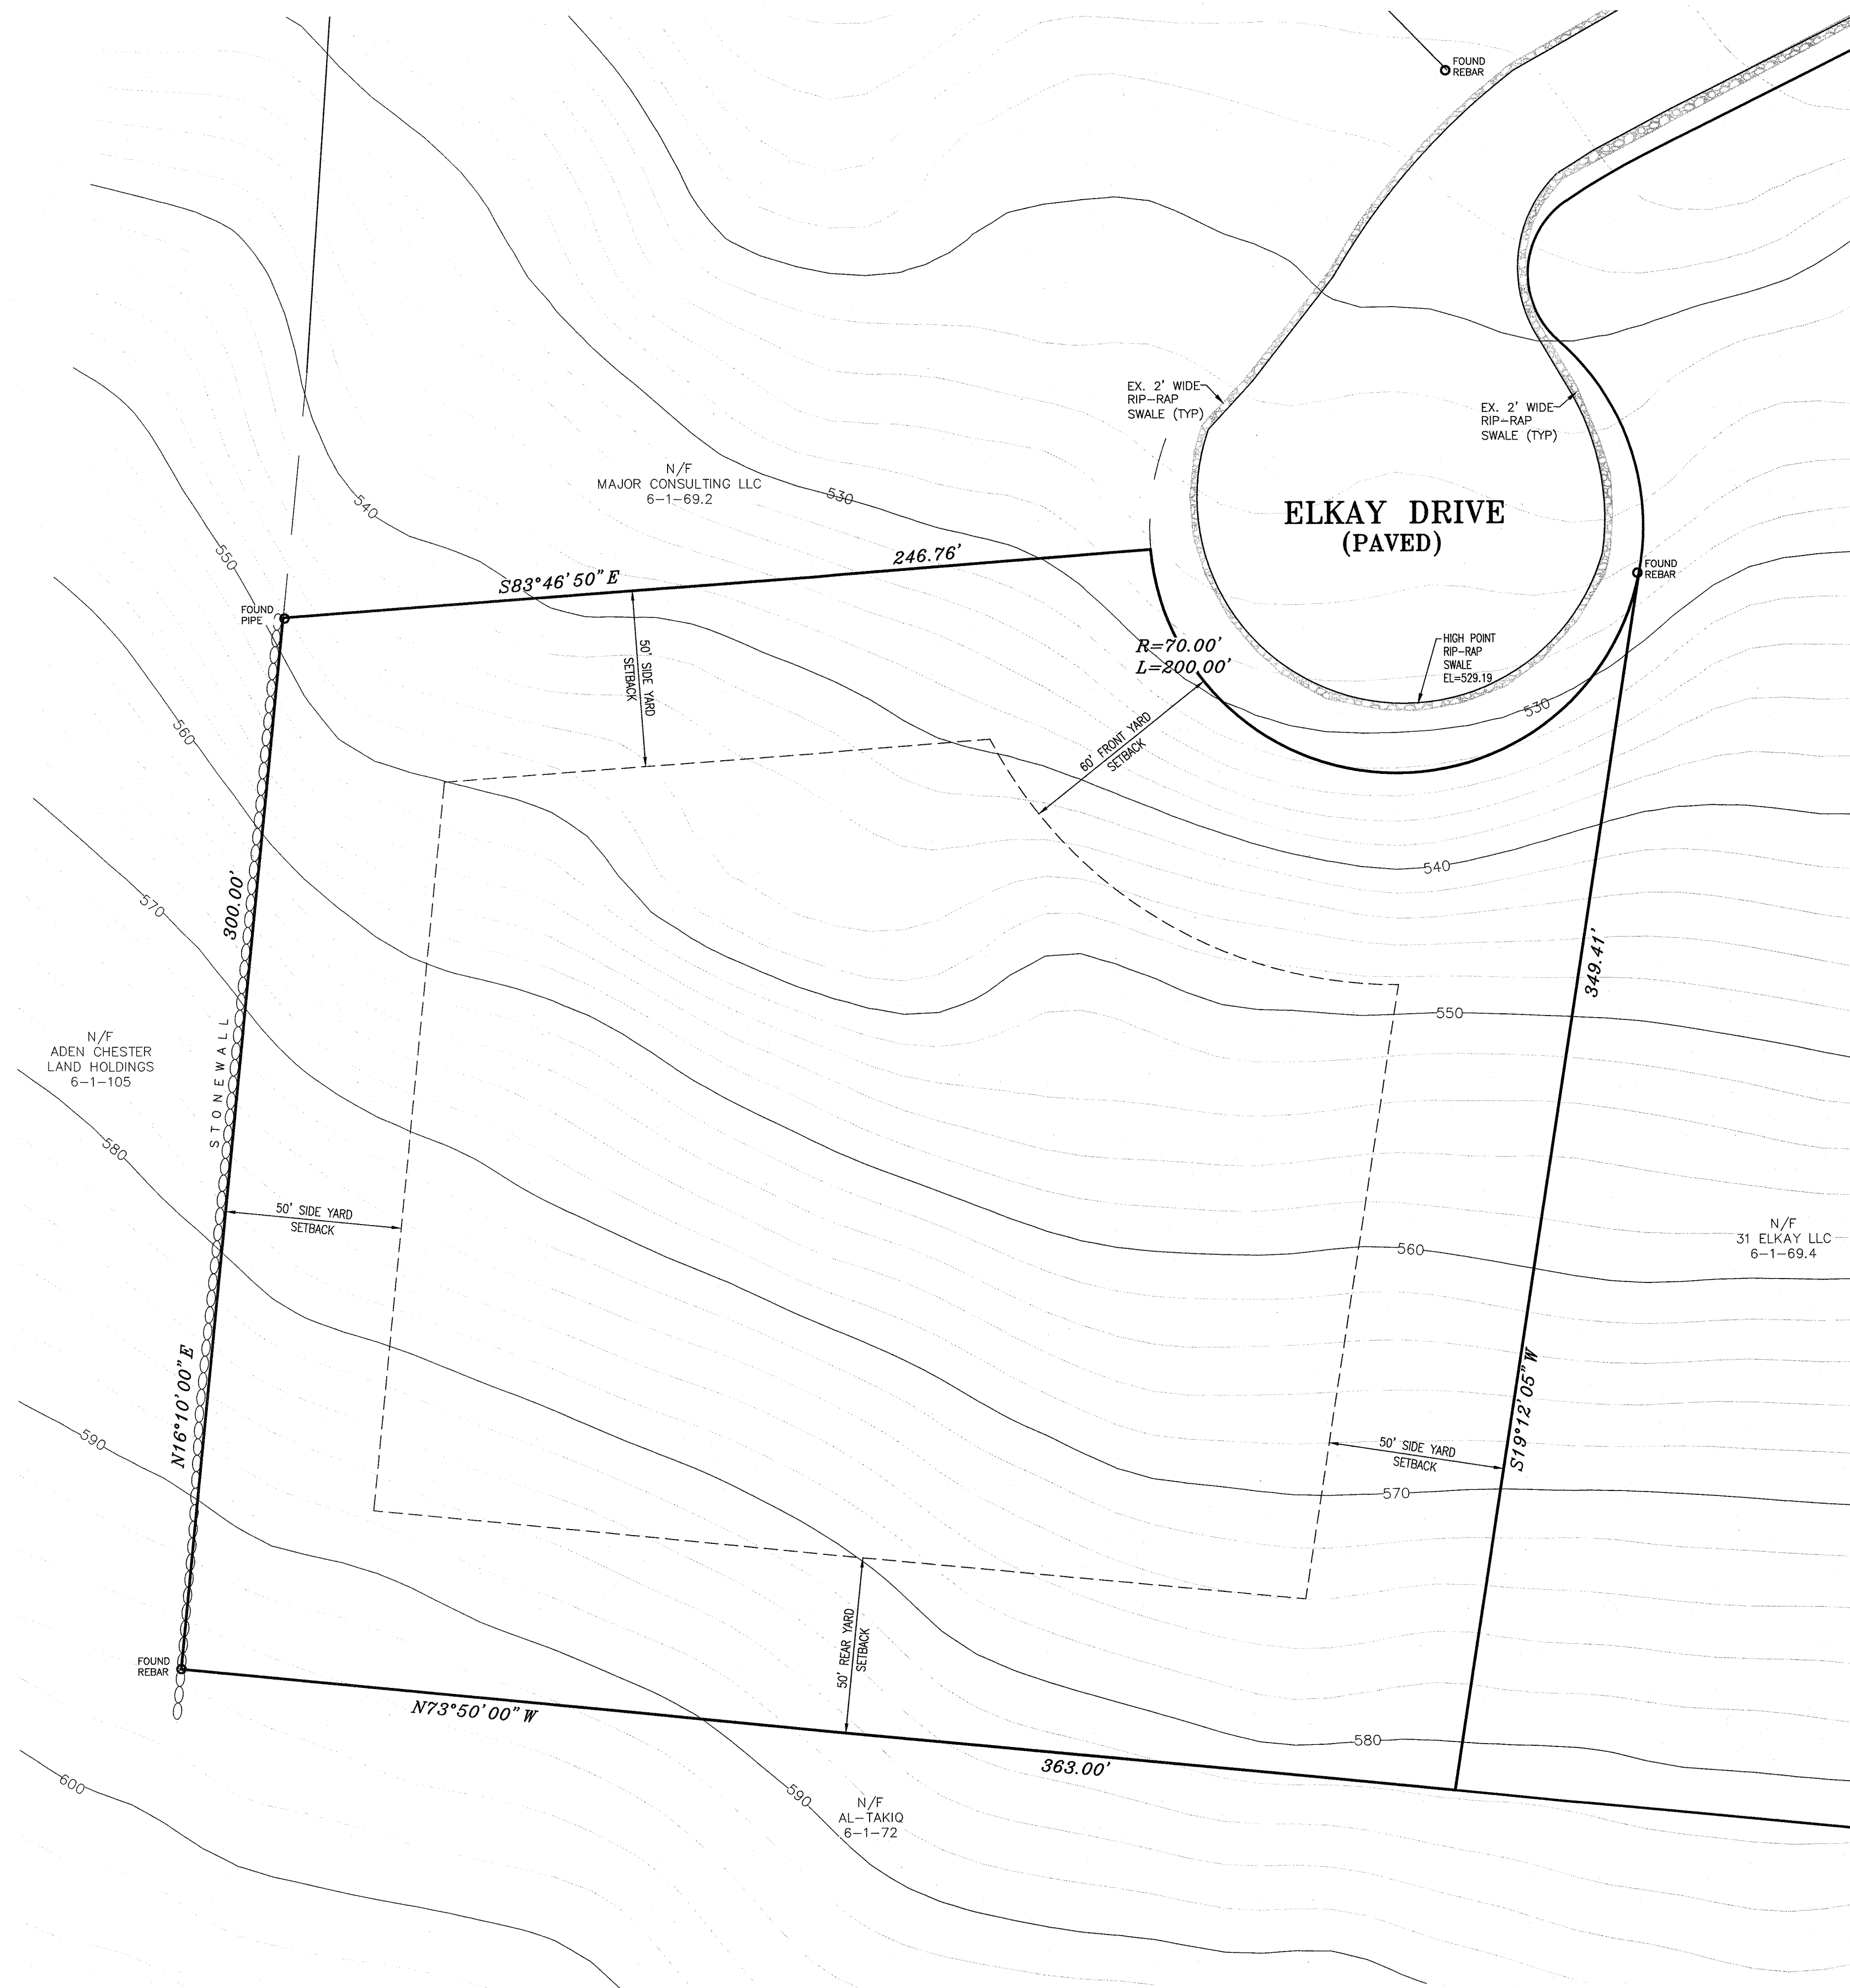 FOUND
REBAR
EX. 2' WIDE
RIP-RAP
SWALE (TYP)
EX. 2' WIDE
RIP-RAP
SWALE (TYP)
N/F
MAJOR CONSULTING LLC
6-1-69.2
530
540
550
ELKAY DRIVE
(PAVED)
246.76'
S83°46'50"E
FOUND
REBAR
FOUND
PIPE
50' SIDE YARD
SETBACK
R=70.00'
L=200.00'
HIGH POINT
RIP-RAP
SWALE
EL=529.19
530
560
60' FRONT YARD
SETBACK
540
570
300.00'
349.41'
550
STONEWALL
N/F
ADEN CHESTER
LAND HOLDINGS
6-1-105
580
50' SIDE YARD
SETBACK
560
N/F
31 ELKAY LLC
6-1-69.4
N16°10'00"E
S19°12'05"W
590
50' SIDE YARD
SETBACK
570
FOUND
REBAR
50' REAR YARD
SETBACK
N73°50'00"W
580
363.00'
600
590
N/F
AL-TAKIQ
6-1-72